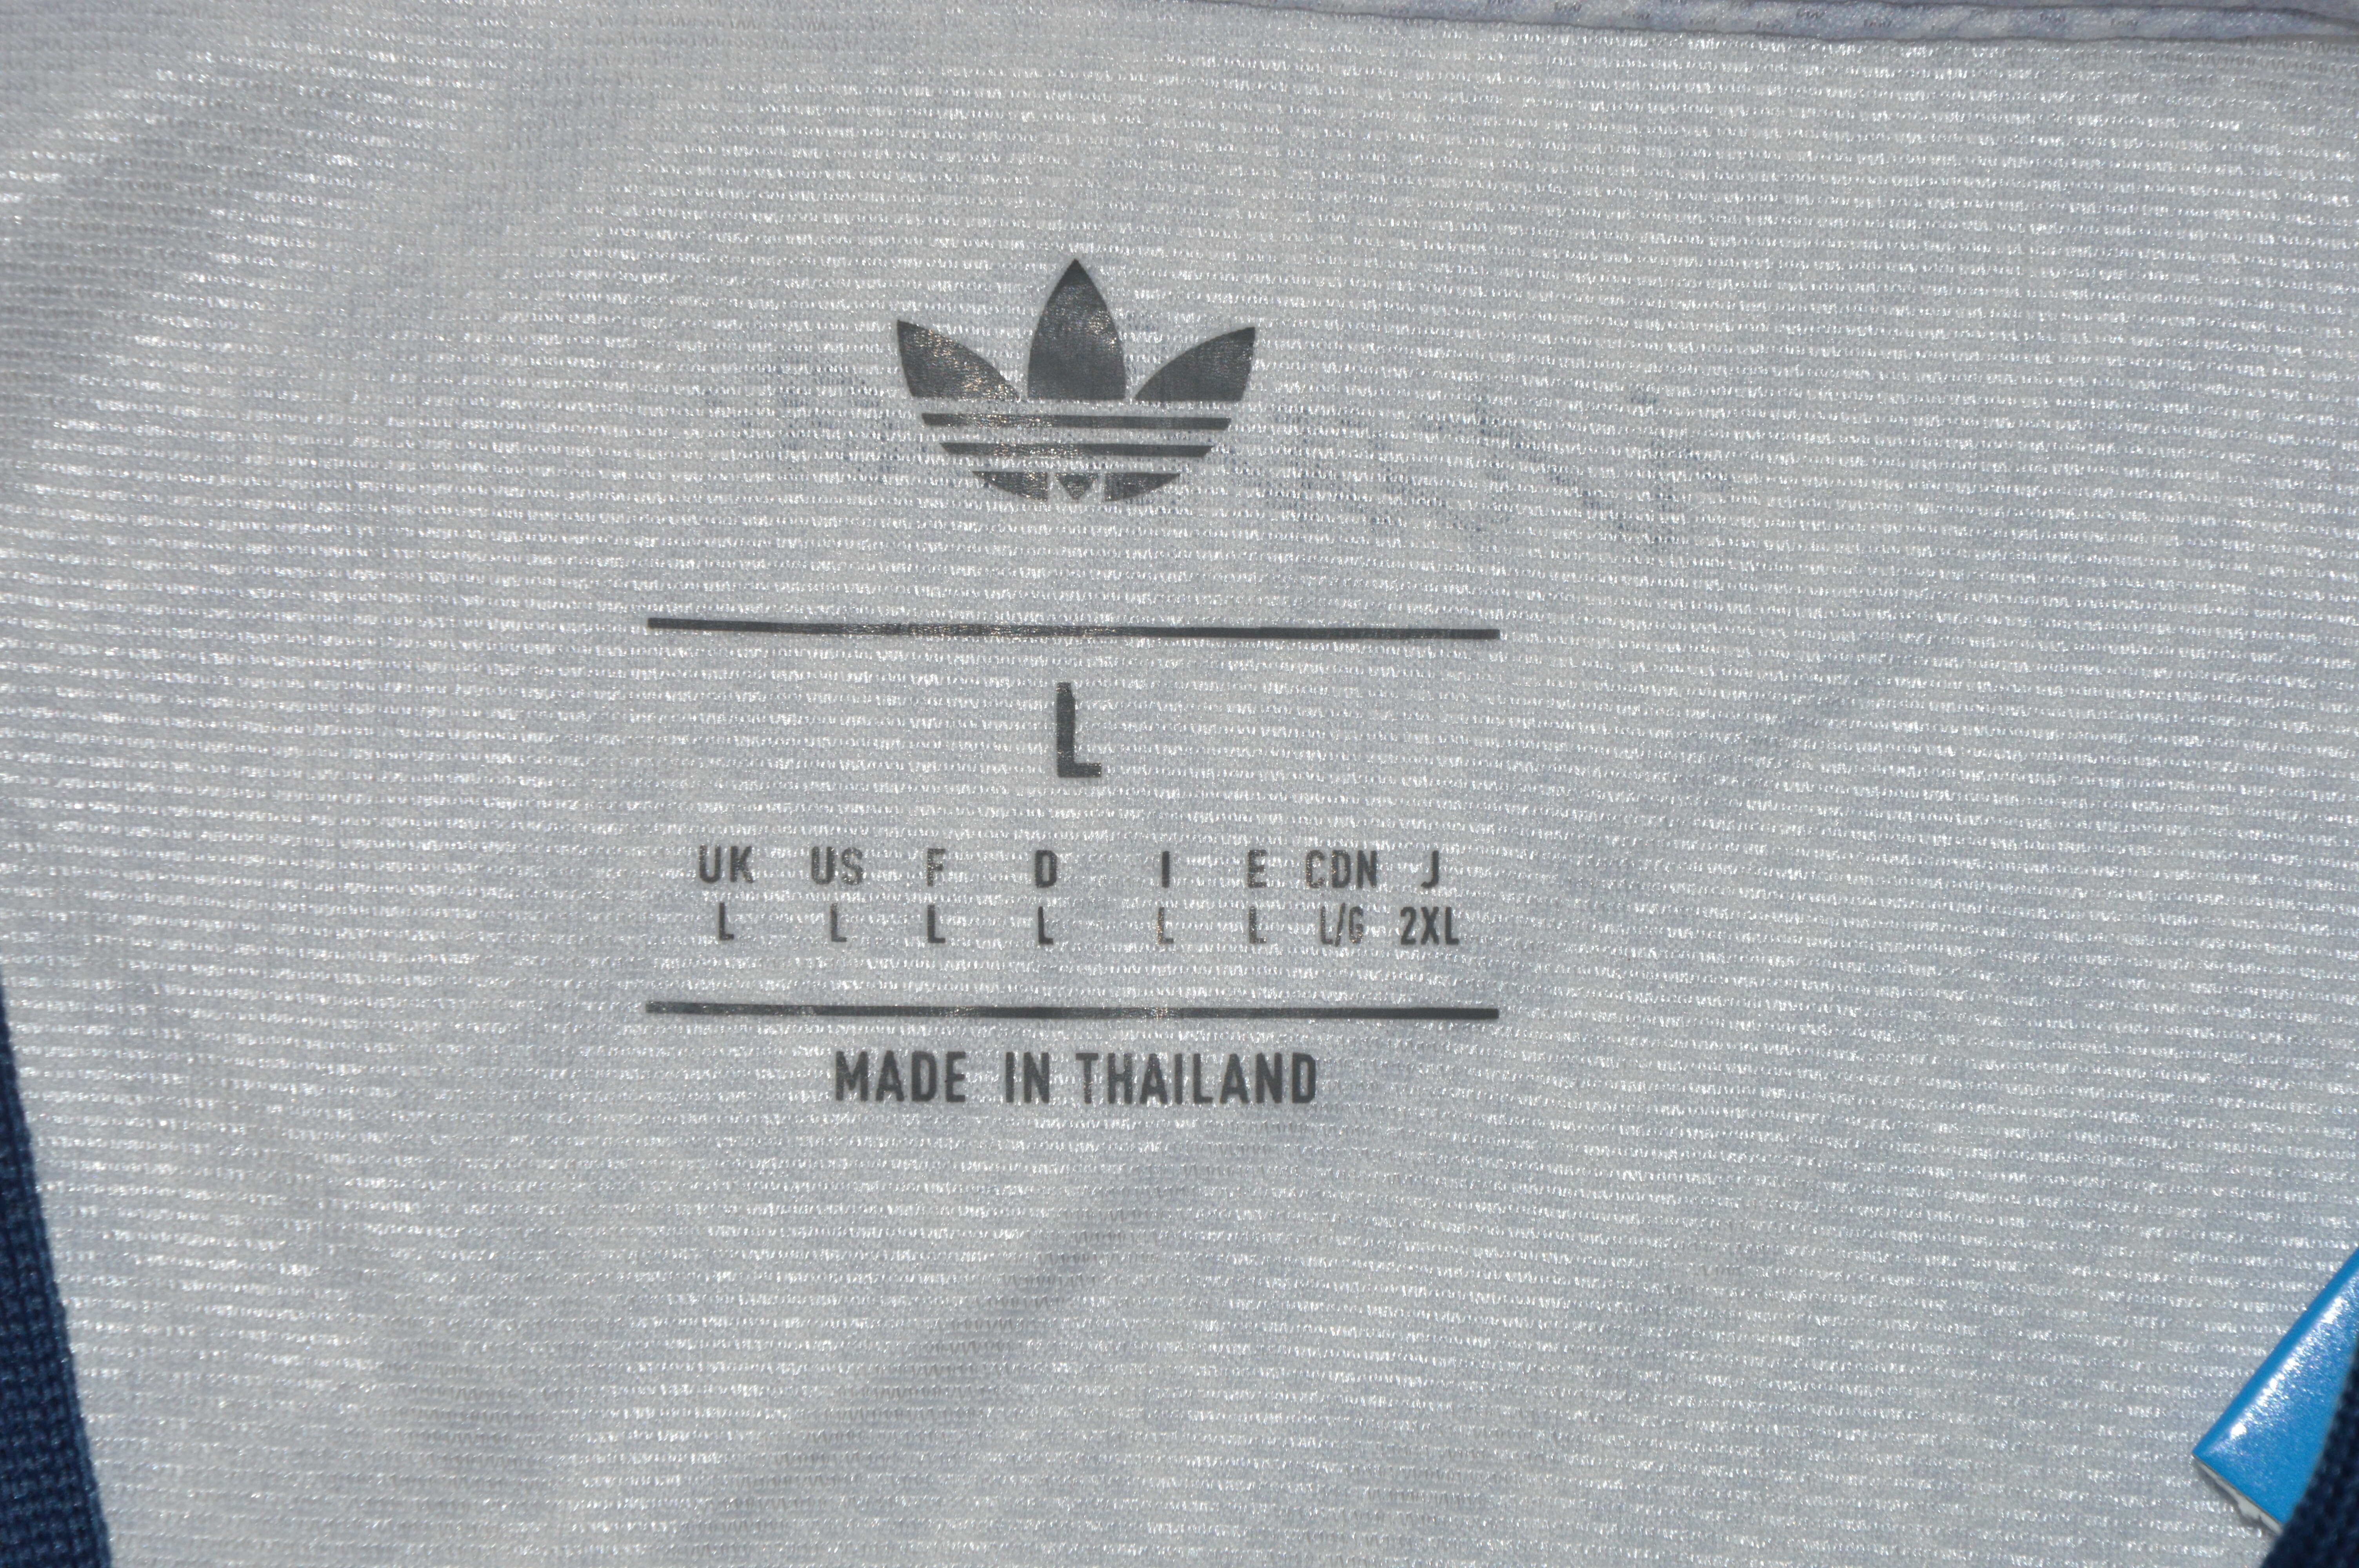 L
UK US F D I E CDN J
L L L L L L L/G 2XL
MADE IN THAILAND